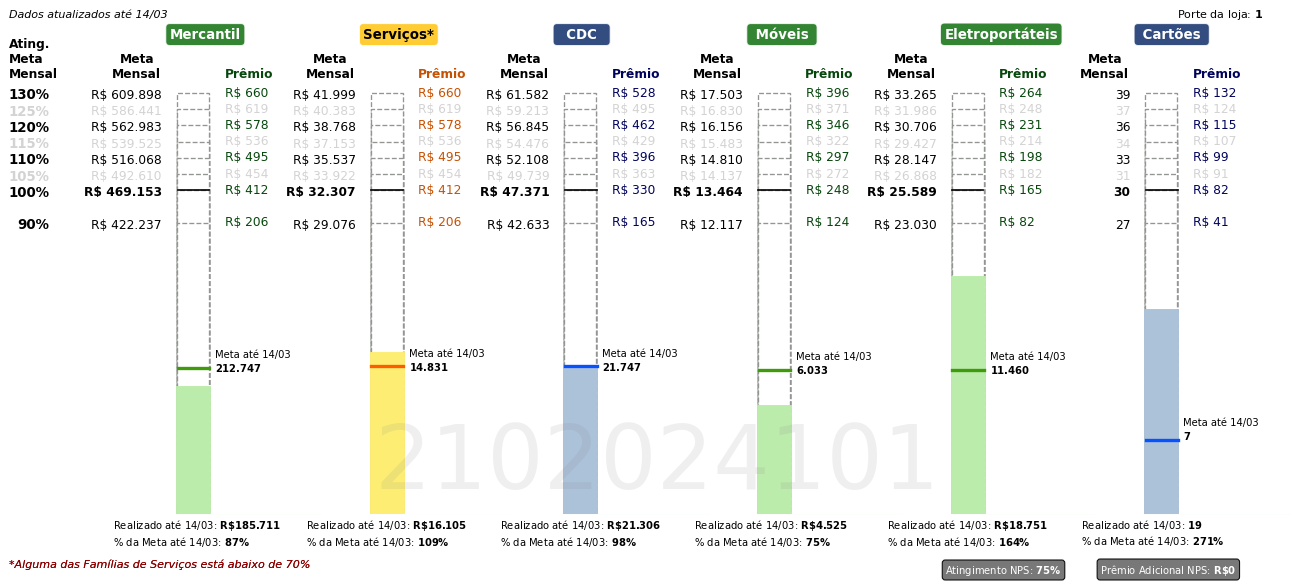 Dados atualizados até 14/03 Porte da loja: 1
Mercantil Serviços* CDC Móveis Eletroportáteis Cartões
Ating. Meta Mensal
Meta Mensal Prêmio Meta Mensal Prêmio Meta Mensal Prêmio Meta Mensal Prêmio Meta Mensal Prêmio Meta Mensal Prêmio
130% R$ 609.898 R$ 660 R$ 41.999 R$ 660 R$ 61.582 R$ 528 R$ 17.503 R$ 396 R$ 33.265 R$ 264 39 R$ 132
125% R$ 586.441 R$ 619 R$ 40.383 R$ 619 R$ 59.213 R$ 495 R$ 16.830 R$ 371 R$ 31.986 R$ 248 37 R$ 124
120% R$ 562.983 R$ 578 R$ 38.768 R$ 578 R$ 56.845 R$ 462 R$ 16.156 R$ 346 R$ 30.706 R$ 231 36 R$ 115
115% R$ 539.525 R$ 536 R$ 37.153 R$ 536 R$ 54.476 R$ 429 R$ 15.483 R$ 322 R$ 29.427 R$ 214 34 R$ 107
110% R$ 516.068 R$ 495 R$ 35.537 R$ 495 R$ 52.108 R$ 396 R$ 14.810 R$ 297 R$ 28.147 R$ 198 33 R$ 99
105% R$ 492.610 R$ 454 R$ 33.922 R$ 454 R$ 49.739 R$ 363 R$ 14.137 R$ 272 R$ 26.868 R$ 182 31 R$ 91
100% R$ 469.153 R$ 412 R$ 32.307 R$ 412 R$ 47.371 R$ 330 R$ 13.464 R$ 248 R$ 25.589 R$ 165 30 R$ 82
90% R$ 422.237 R$ 206 R$ 29.076 R$ 206 R$ 42.633 R$ 165 R$ 12.117 R$ 124 R$ 23.030 R$ 82 27 R$ 41
Meta até 14/03 Meta até 14/03 Meta até 14/03 Meta até 14/03 Meta até 14/03
212.747 14.831 21.747 6.033 11.460
Meta até 14/03
7
2102024101
Realizado até 14/03: R$185.711 Realizado até 14/03: R$16.105 Realizado até 14/03: R$21.306 Realizado até 14/03: R$4.525 Realizado até 14/03: R$18.751 Realizado até 14/03: 19
% da Meta até 14/03: 87% % da Meta até 14/03: 109% % da Meta até 14/03: 98% % da Meta até 14/03: 75% % da Meta até 14/03: 164% % da Meta até 14/03: 271%
*Alguma das Famílias de Serviços está abaixo de 70% Atingimento NPS: 75% Prêmio Adicional NPS: R$0